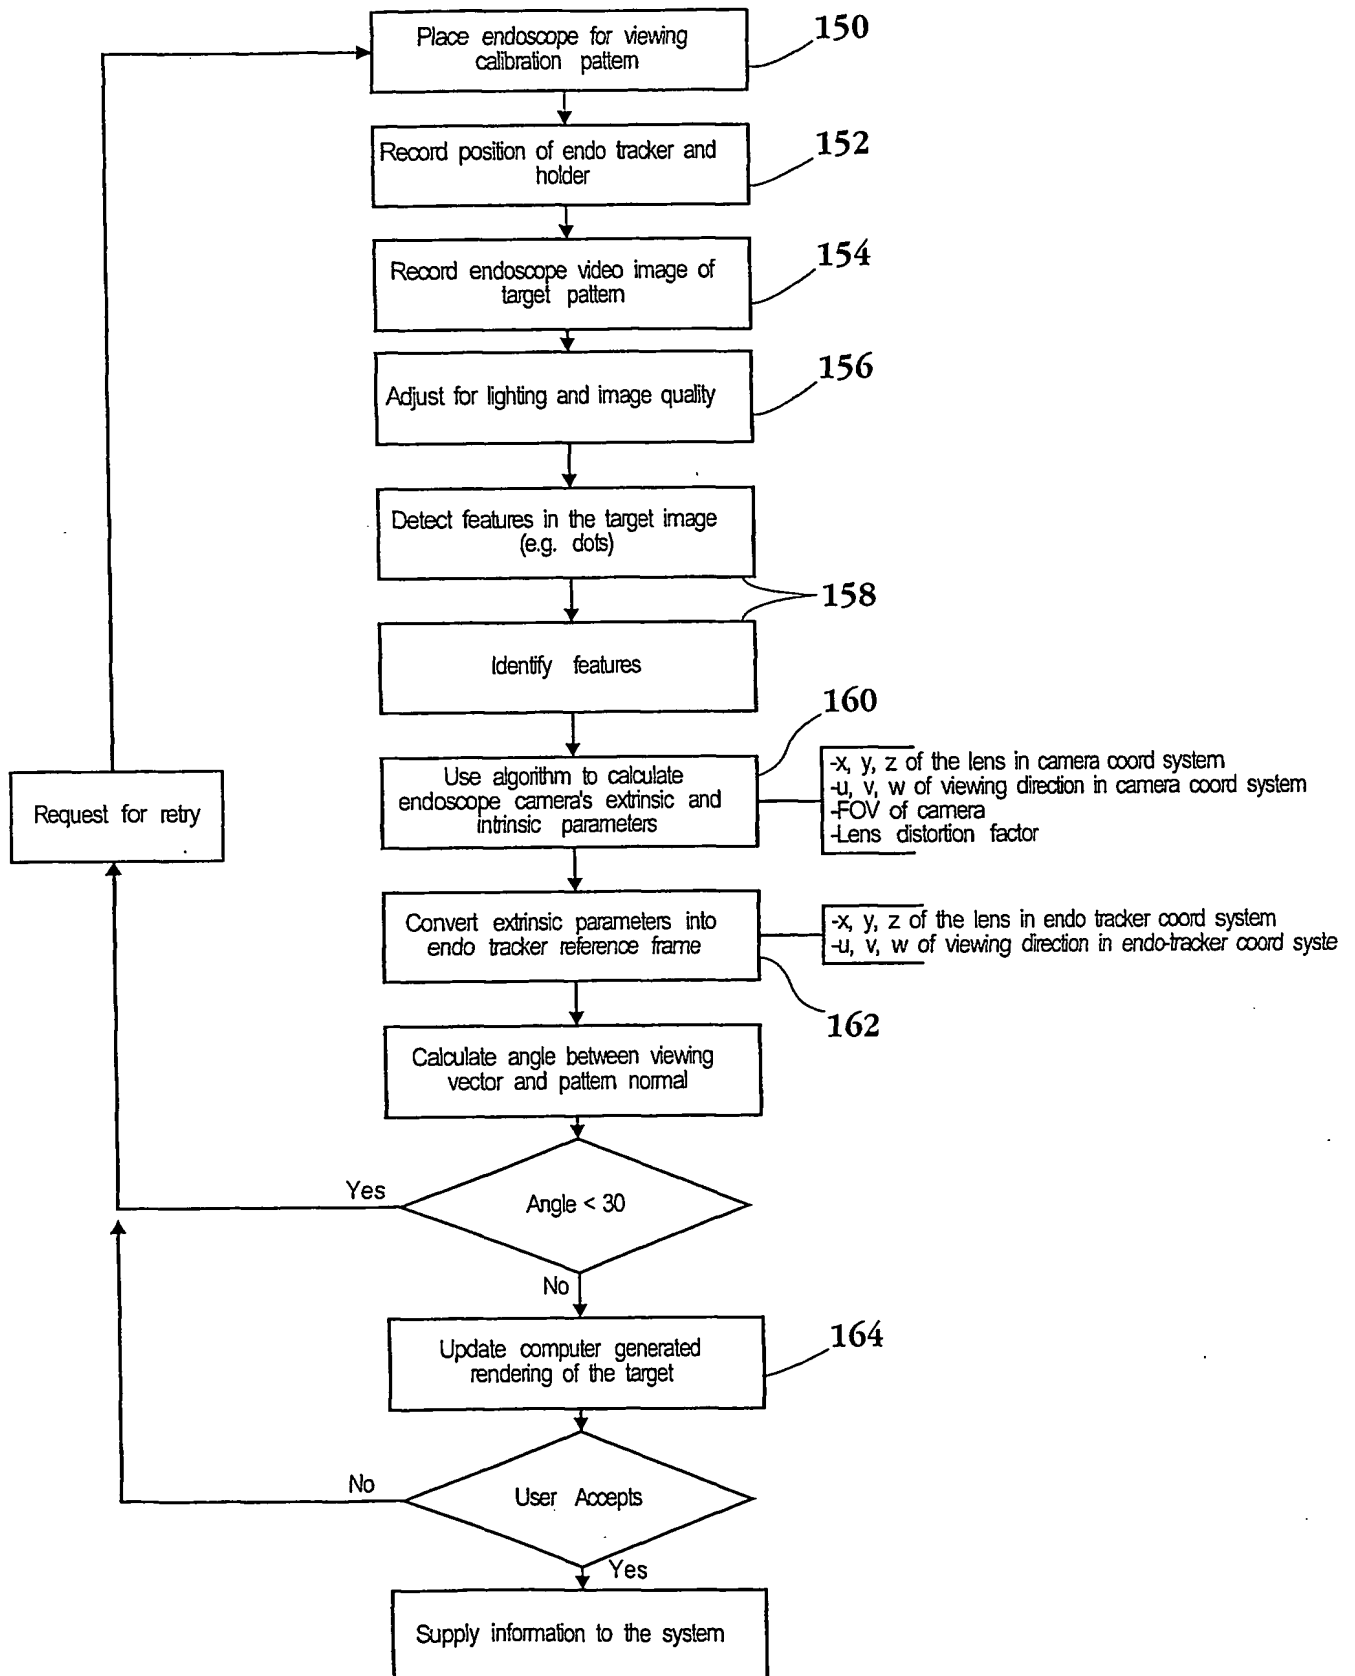 Place endoscope for viewing
calibration pattern
150
Record position of endo tracker and
holder
152
Record endoscope video image of
target pattern
154
Adjust for lighting and image quality
156
Detect features in the target image
(e.g. dots)
158
Identify features
Use algorithm to calculate
endoscope camera's extrinsic and
intrinsic parameters
160
-x, y, z of the lens in camera coord system
-u, v, w of viewing direction in camera coord system
-FOV of camera
-Lens distortion factor
Request for retry
Convert extrinsic parameters into
endo tracker reference frame
-x, y, z of the lens in endo tracker coord system
-u, v, w of viewing direction in endo-tracker coord syste
162
Calculate angle between viewing
vector and pattern normal
Yes
Angle < 30
No
Update computer generated
rendering of the target
164
No
User Accepts
Yes
Supply information to the system